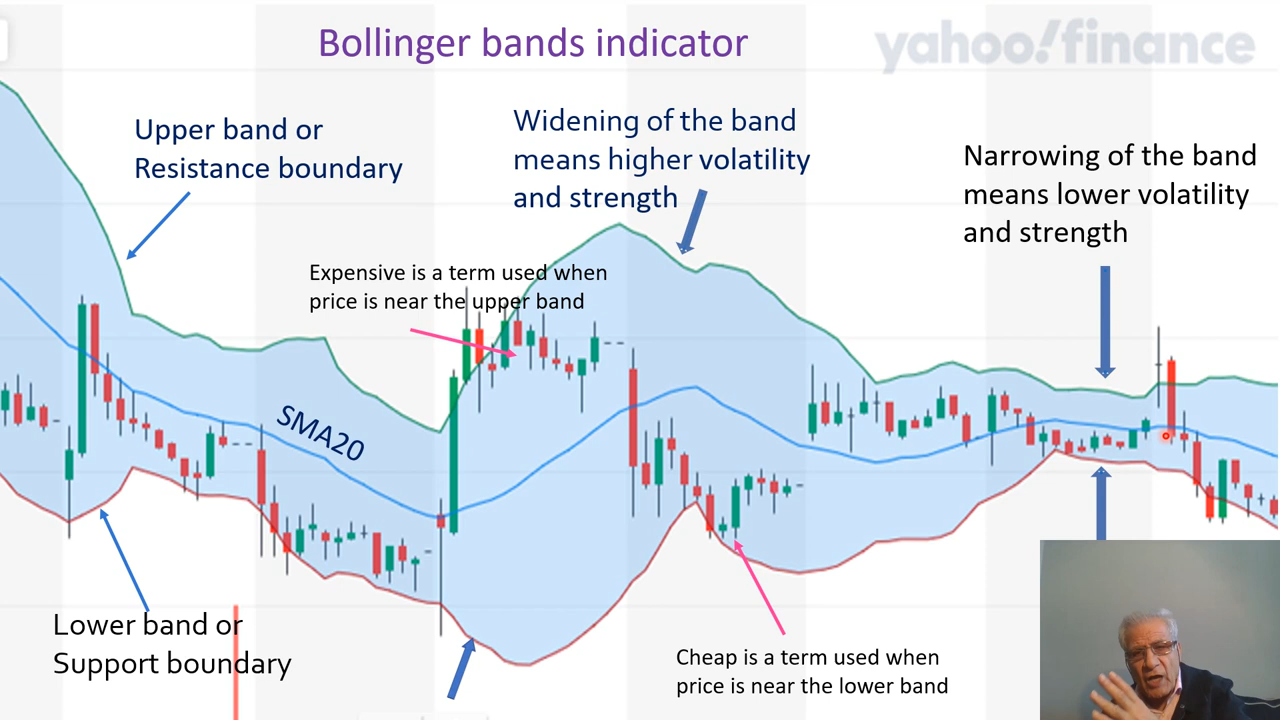 Bollinger bands indicator
yahoo!finance
Upper band or
Resistance boundary
Widening of the band
means higher volatility
and strength
Narrowing of the band
means lower volatility
and strength
Expensive is a term used when
price is near the upper band
SMA20
Lower band or
Support boundary
Cheap is a term used when
price is near the lower band